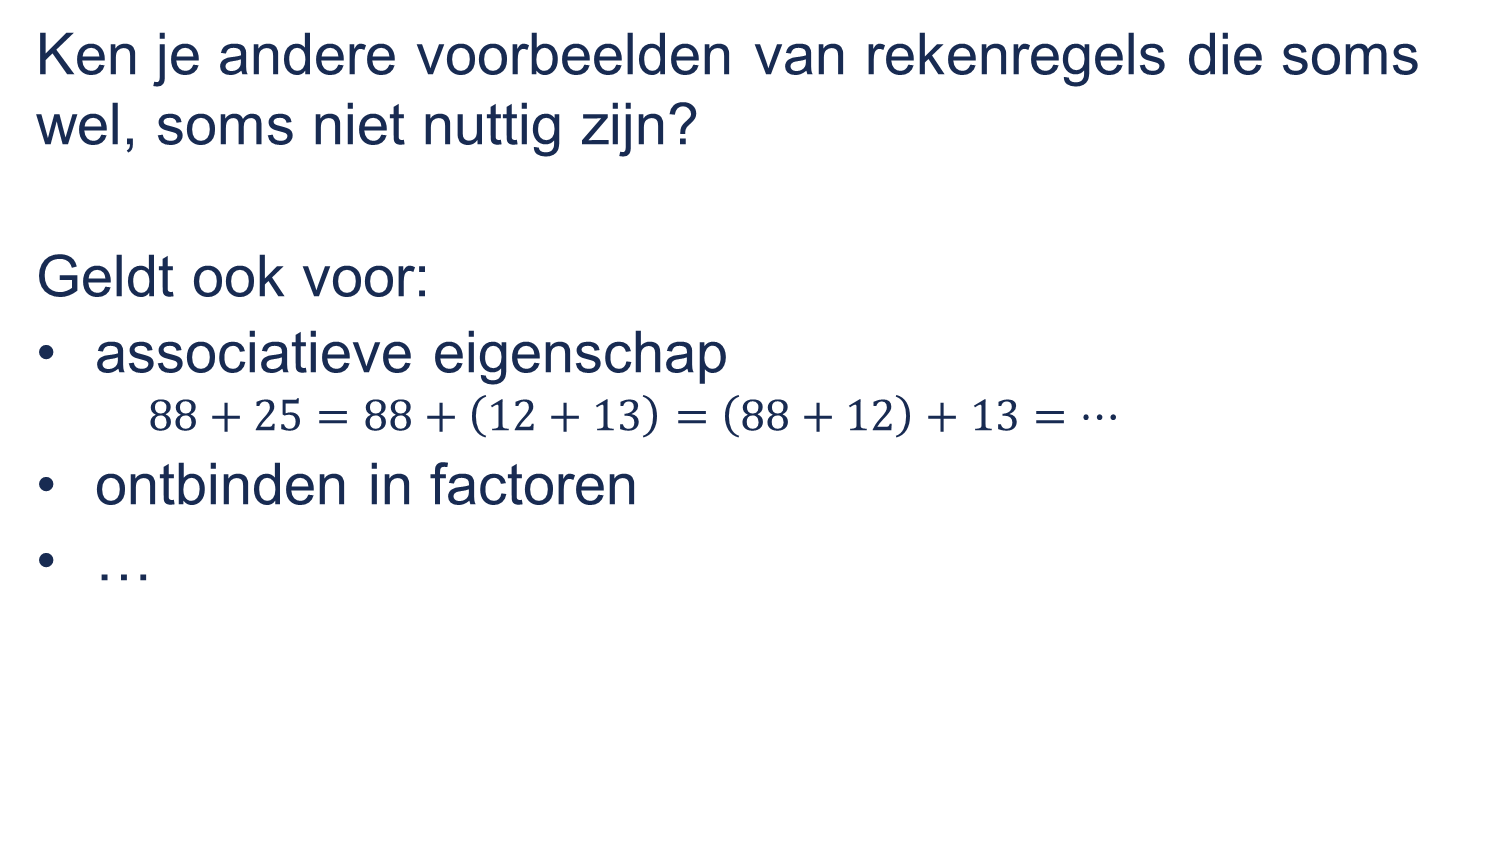 Ken je andere voorbeelden van rekenregels die soms
wel, soms niet nuttig zijn?
Geldt ook voor:
• associatieve eigenschap
88 + 25 = 88 + (12 + 13) = (88 + 12) + 13 = ⋯
• ontbinden in factoren
• …